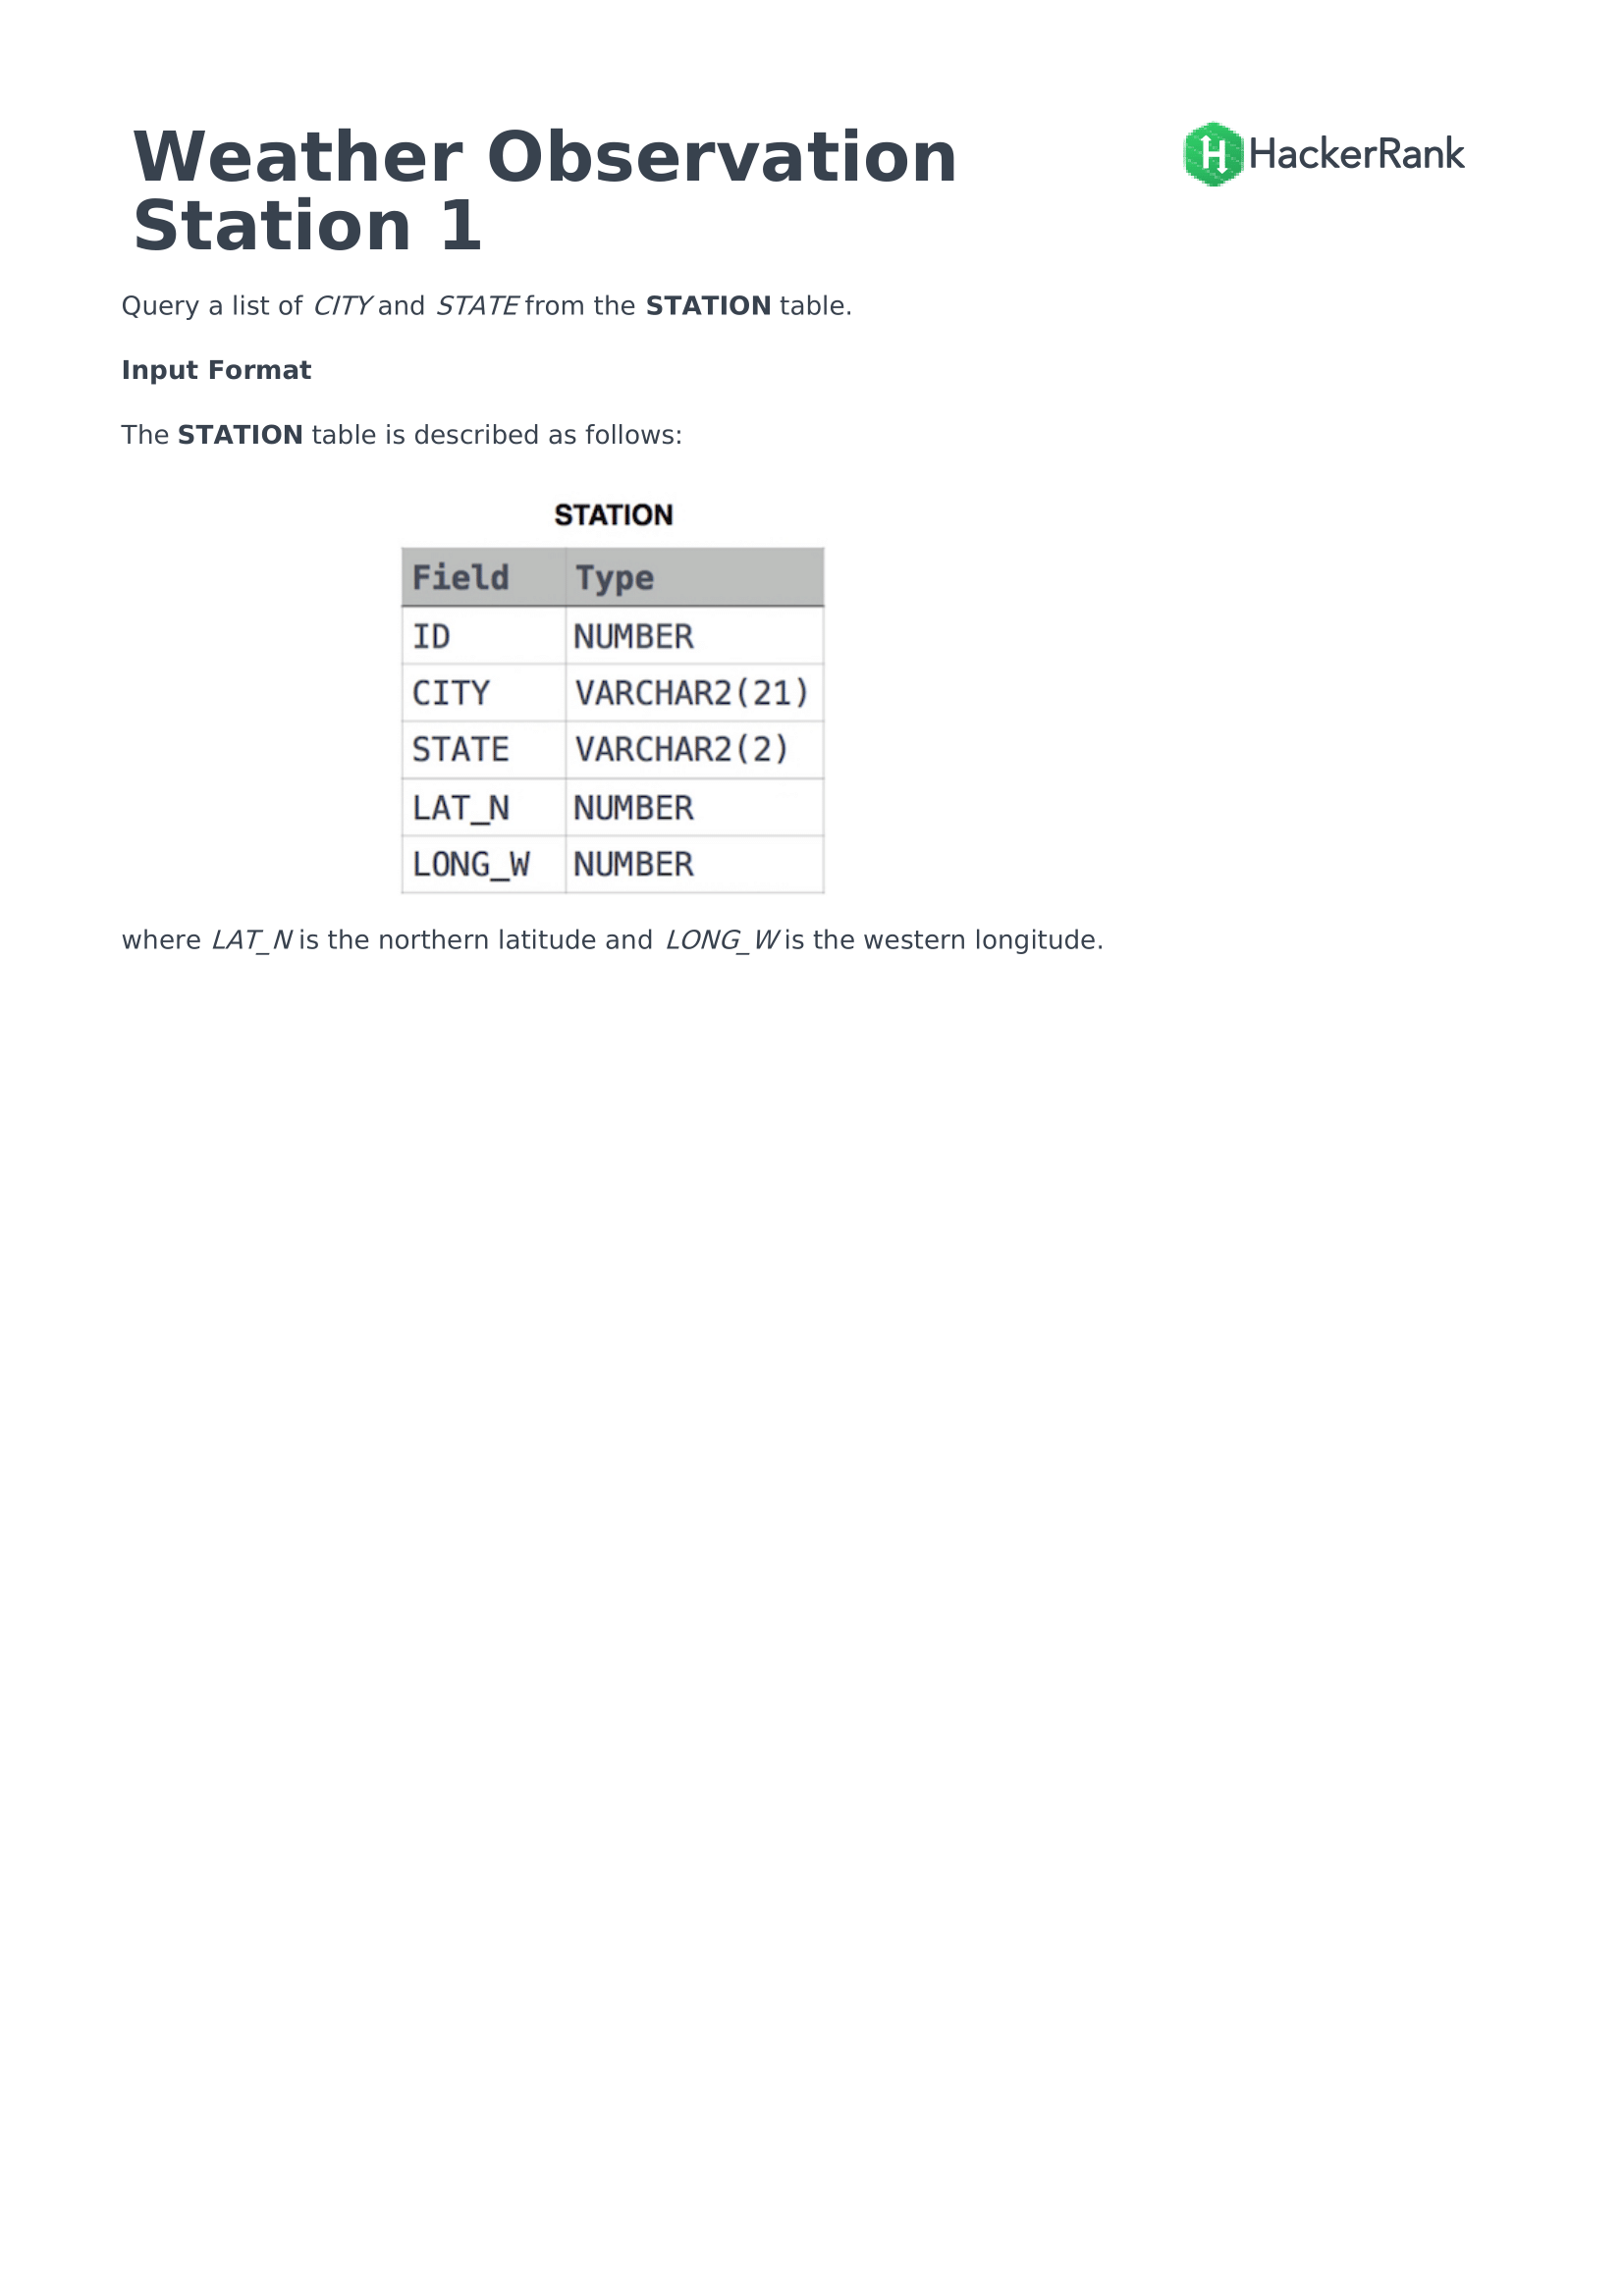 Weather Observation
Station 1
HackerRank
Query a list of CITY and STATE from the STATION table.
Input Format
The STATION table is described as follows:
STATION
Field Type
ID NUMBER
CITY VARCHAR2(21)
STATE VARCHAR2(2)
LAT_N NUMBER
LONG_W NUMBER
where LAT_N is the northern latitude and LONG_W is the western longitude.